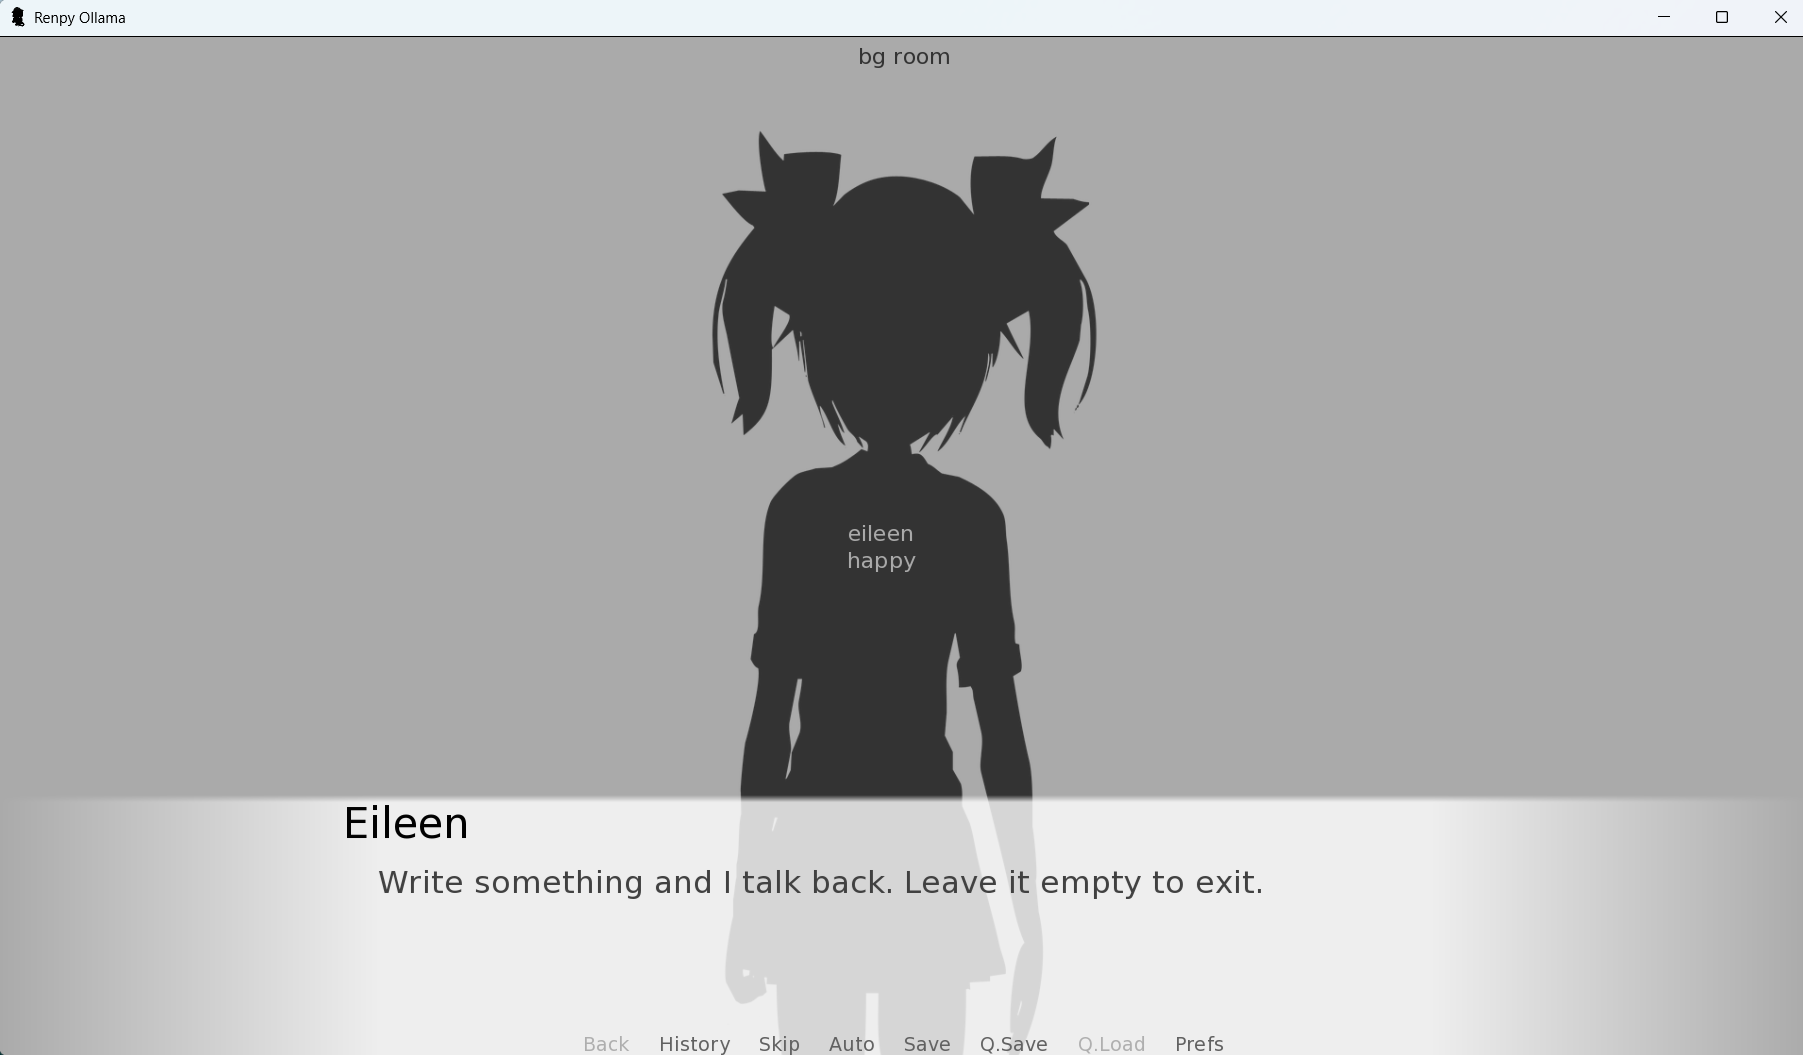 Renpy Ollama
bg room
eileen
happy
Eileen
Write something and I talk back. Leave it empty to exit.
Back History Skip Auto Save Q.Save Q.Load Prefs